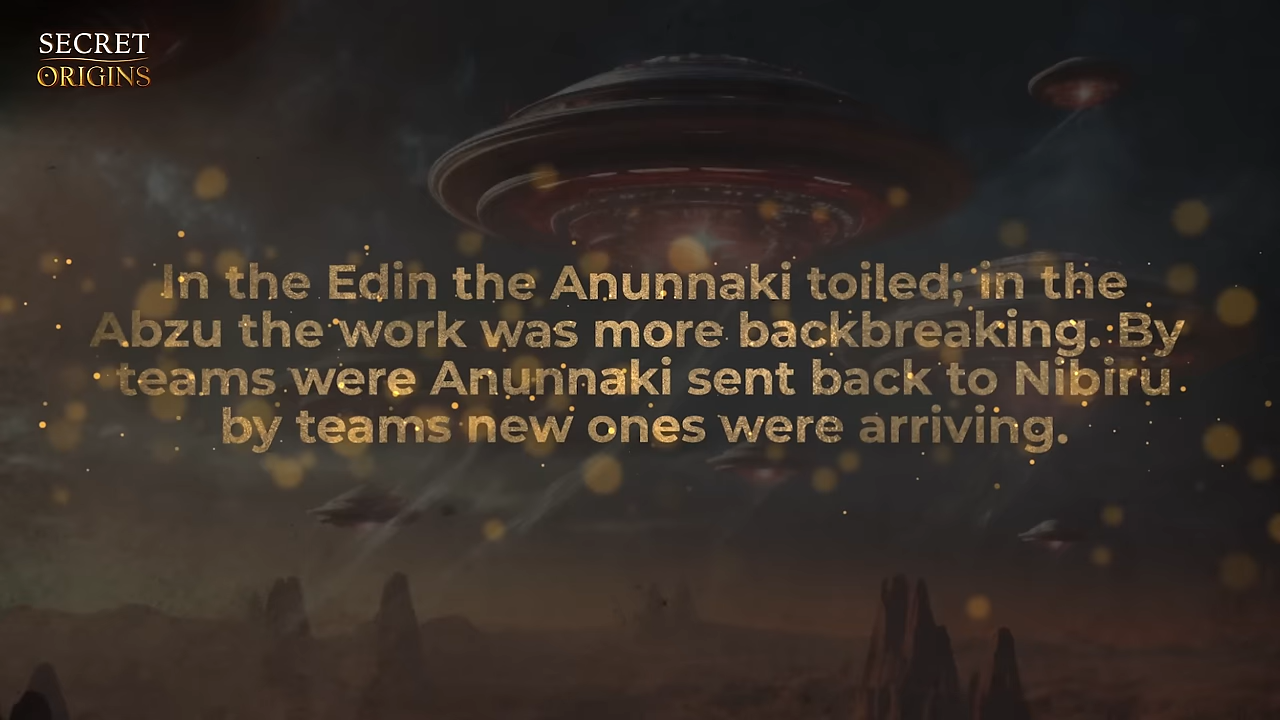 SECRET
ORIGINS
In the Edin the Anunnaki toiled; in the
Abzu the work was more backbreaking. By
teams were Anunnaki sent back to Nibiru
by teams new ones were arriving.